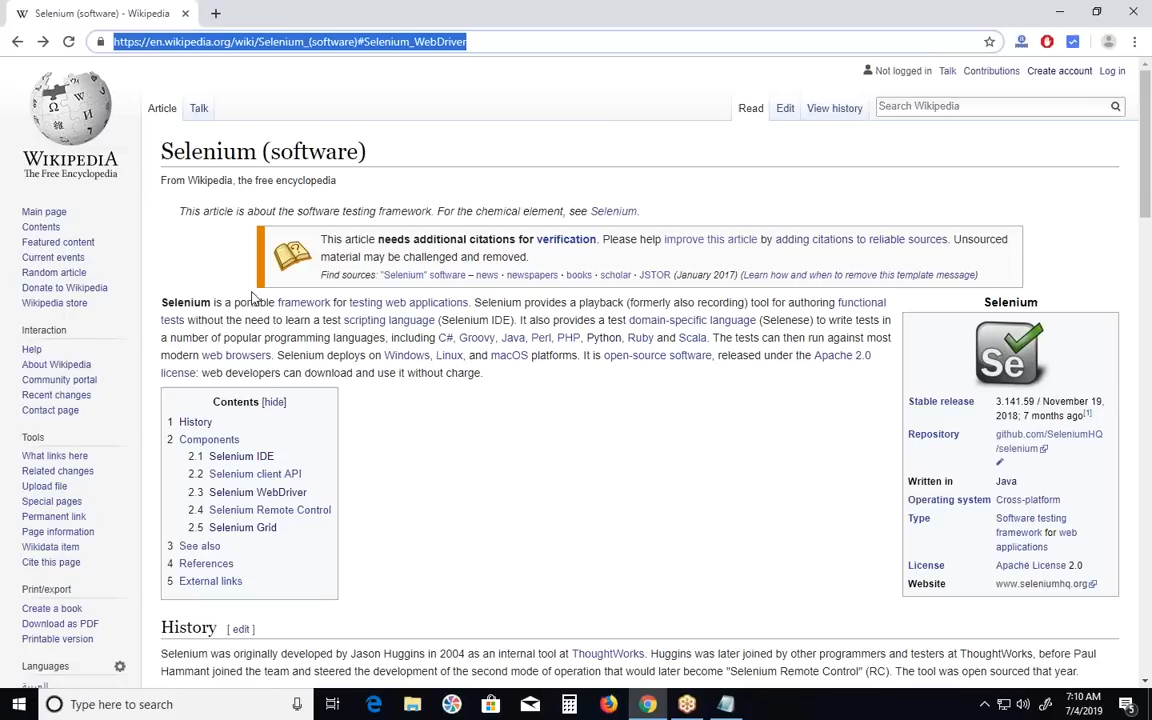 Selenium (software) - Wikipedia
https://en.wikipedia.org/wiki/Selenium_(software)#Selenium_WebDriver
Not logged in Talk Contributions Create account Log in
Article Talk Read Edit View history Search Wikipedia
WIKIPEDIA
The Free Encyclopedia
Main page
Contents
Featured content
Current events
Random article
Donate to Wikipedia
Wikipedia store
Interaction
Help
About Wikipedia
Community portal
Recent changes
Contact page
Tools
What links here
Related changes
Upload file
Special pages
Permanent link
Page information
Wikidata item
Cite this page
Print/export
Create a book
Download as PDF
Printable version
Languages
Selenium (software)
From Wikipedia, the free encyclopedia
This article is about the software testing framework. For the chemical element, see Selenium.
This article needs additional citations for verification. Please help improve this article by adding citations to reliable sources. Unsourced
material may be challenged and removed.
Find sources: "Selenium" software – news · newspapers · books · scholar · JSTOR (January 2017) (Learn how and when to remove this template message)
Selenium is a portable framework for testing web applications. Selenium provides a playback (formerly also recording) tool for authoring functional
tests without the need to learn a test scripting language (Selenium IDE). It also provides a test domain-specific language (Selenese) to write tests in
a number of popular programming languages, including C#, Groovy, Java, Perl, PHP, Python, Ruby and Scala. The tests can then run against most
modern web browsers. Selenium deploys on Windows, Linux, and macOS platforms. It is open-source software, released under the Apache 2.0
license: web developers can download and use it without charge.
Contents [hide]
1 History
2 Components
2.1 Selenium IDE
2.2 Selenium client API
2.3 Selenium WebDriver
2.4 Selenium Remote Control
2.5 Selenium Grid
3 See also
4 References
5 External links
Selenium
Se
Stable release 3.141.59 / November 19,
2018; 7 months ago[1]
Repository github.com/SeleniumHQ
/selenium
Written in Java
Operating system Cross-platform
Type Software testing
framework for web
applications
License Apache License 2.0
Website www.seleniumhq.org
History [ edit ]
Selenium was originally developed by Jason Huggins in 2004 as an internal tool at ThoughtWorks. Huggins was later joined by other programmers and testers at ThoughtWorks, before Paul
Hammant joined the team and steered the development of the second mode of operation that would later become "Selenium Remote Control" (RC). The tool was open sourced that year.
Type here to search
7:10 AM
7/4/2019
5